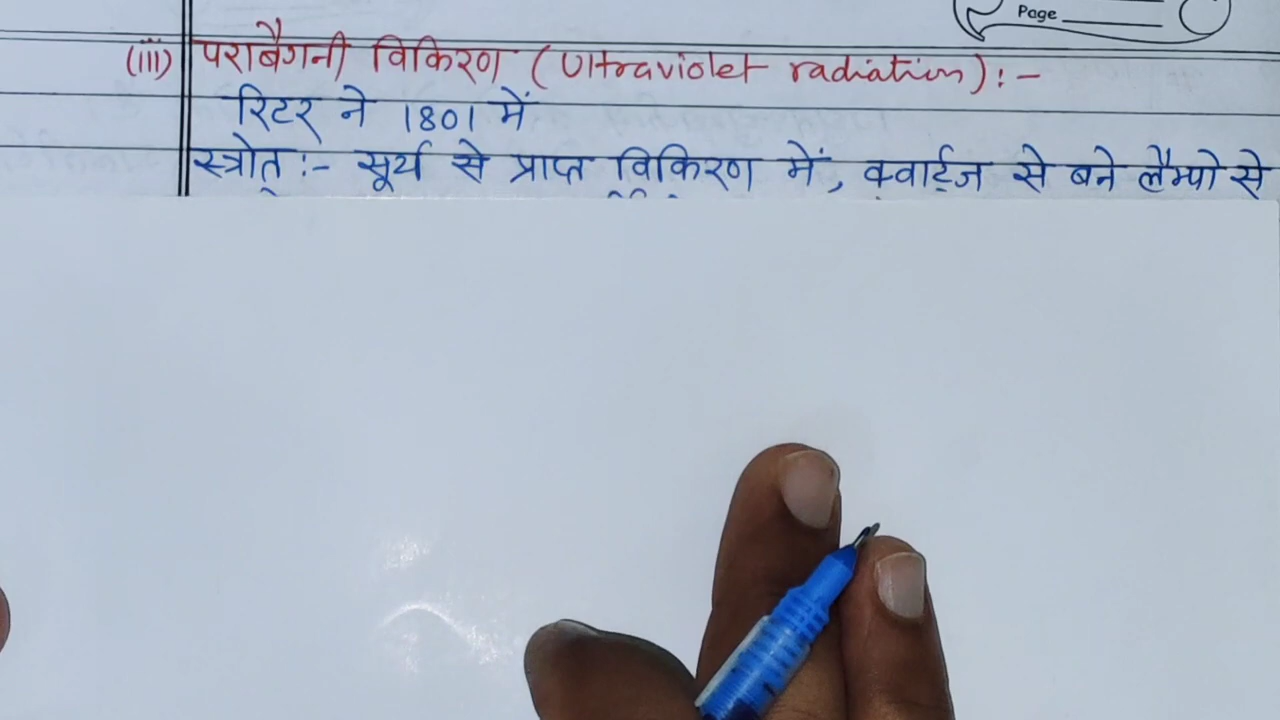 Page
(iii) पराबैगनी विकिरण (Ultraviolet radiation) : -
रिटर ने 1801 में
स्त्रोत् :- सूर्य से प्राप्त विकिरण में, क्वार्ट्ज से बने लैम्पो से